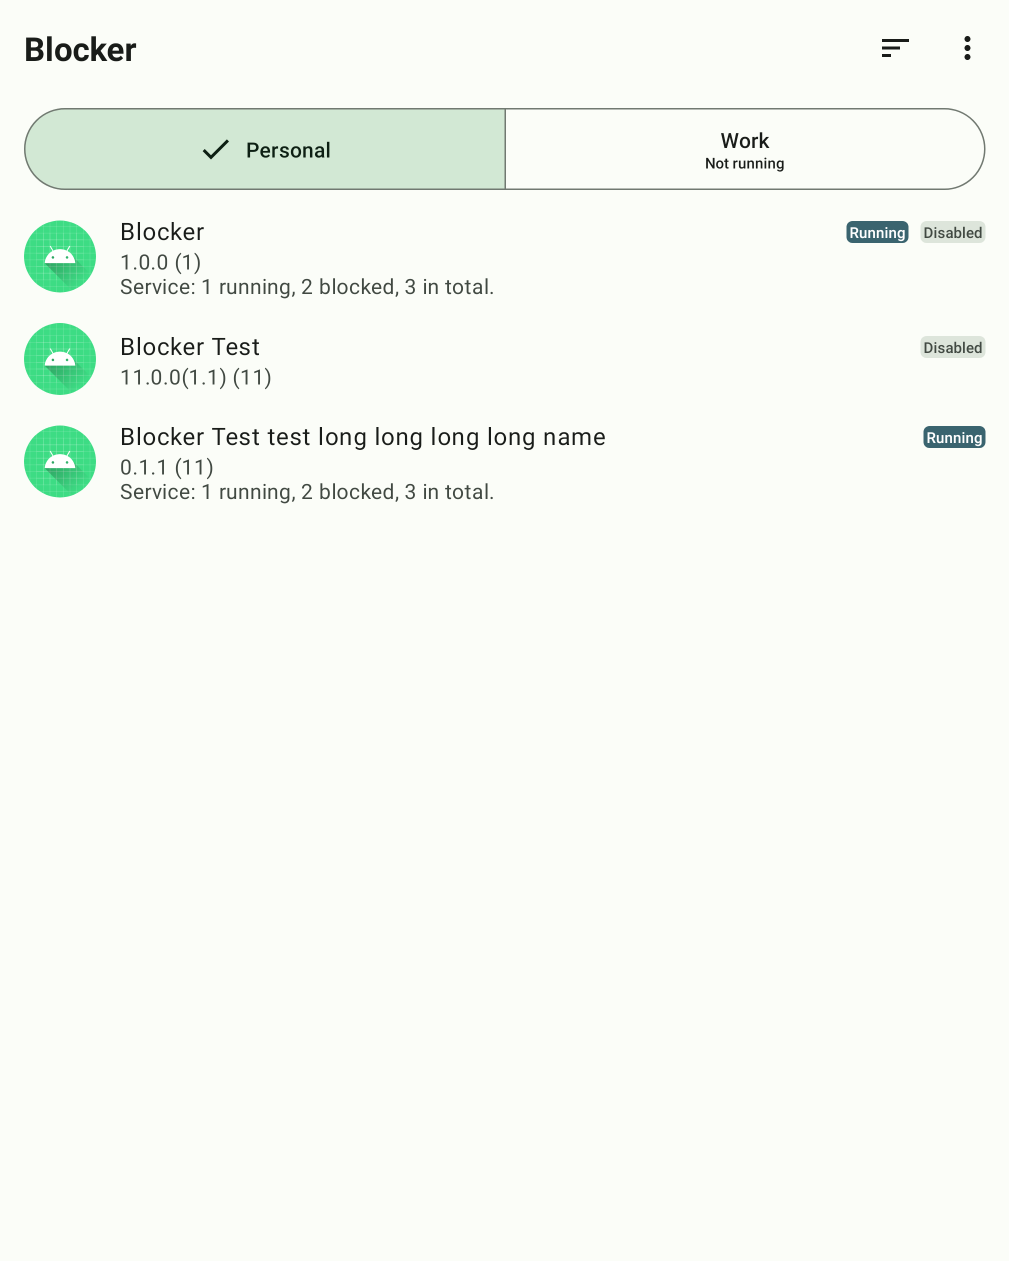 Blocker
Personal
Work
Not running
Blocker
Running
Disabled
1.0.0 (1)
Service: 1 running, 2 blocked, 3 in total.
Blocker Test
Disabled
11.0.0(1.1) (11)
Blocker Test test long long long long name
Running
0.1.1 (11)
Service: 1 running, 2 blocked, 3 in total.